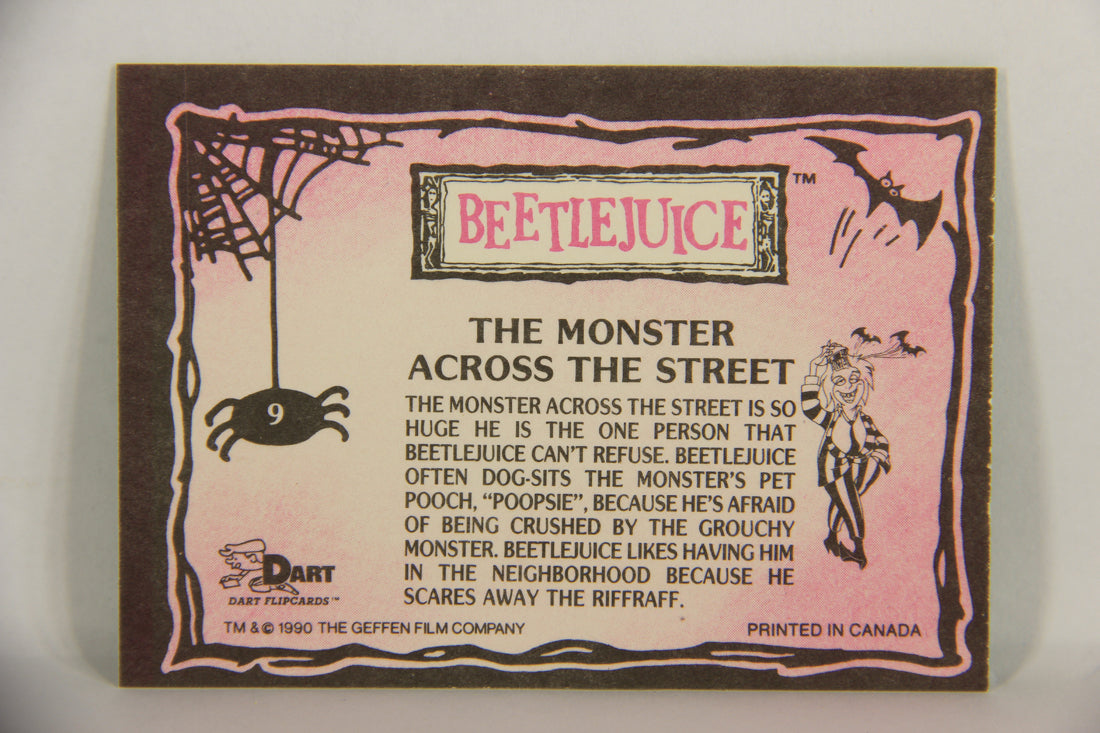 BEETLEJUICE™
THE MONSTER
ACROSS THE STREET
THE MONSTER ACROSS THE STREET IS SO
HUGE HE IS THE ONE PERSON THAT
BEETLEJUICE CAN'T REFUSE. BEETLEJUICE
OFTEN DOG-SITS THE MONSTER'S PET
POOCH, "POOPSIE", BECAUSE HE'S AFRAID
OF BEING CRUSHED BY THE GROUCHY
MONSTER. BEETLEJUICE LIKES HAVING HIM
IN THE NEIGHBORHOOD BECAUSE HE
SCARES AWAY THE RIFFRAFF.
9
DART
DART FLIPCARDS™
TM & © 1990 THE GEFFEN FILM COMPANY
PRINTED IN CANADA